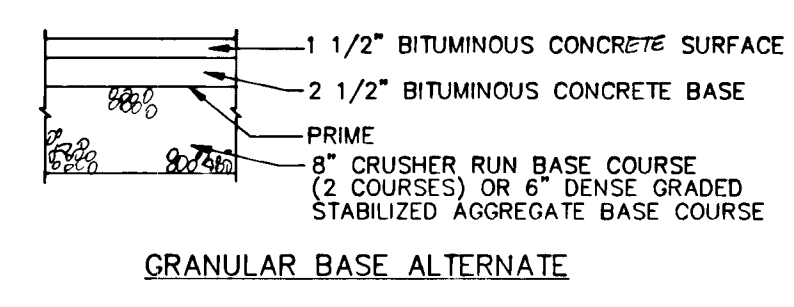 1 1/2" BITUMINOUS CONCRETE SURFACE
2 1/2" BITUMINOUS CONCRETE BASE
PRIME
8" CRUSHER RUN BASE COURSE
(2 COURSES) OR 6" DENSE GRADED
STABILIZED AGGREGATE BASE COURSE
GRANULAR BASE ALTERNATE